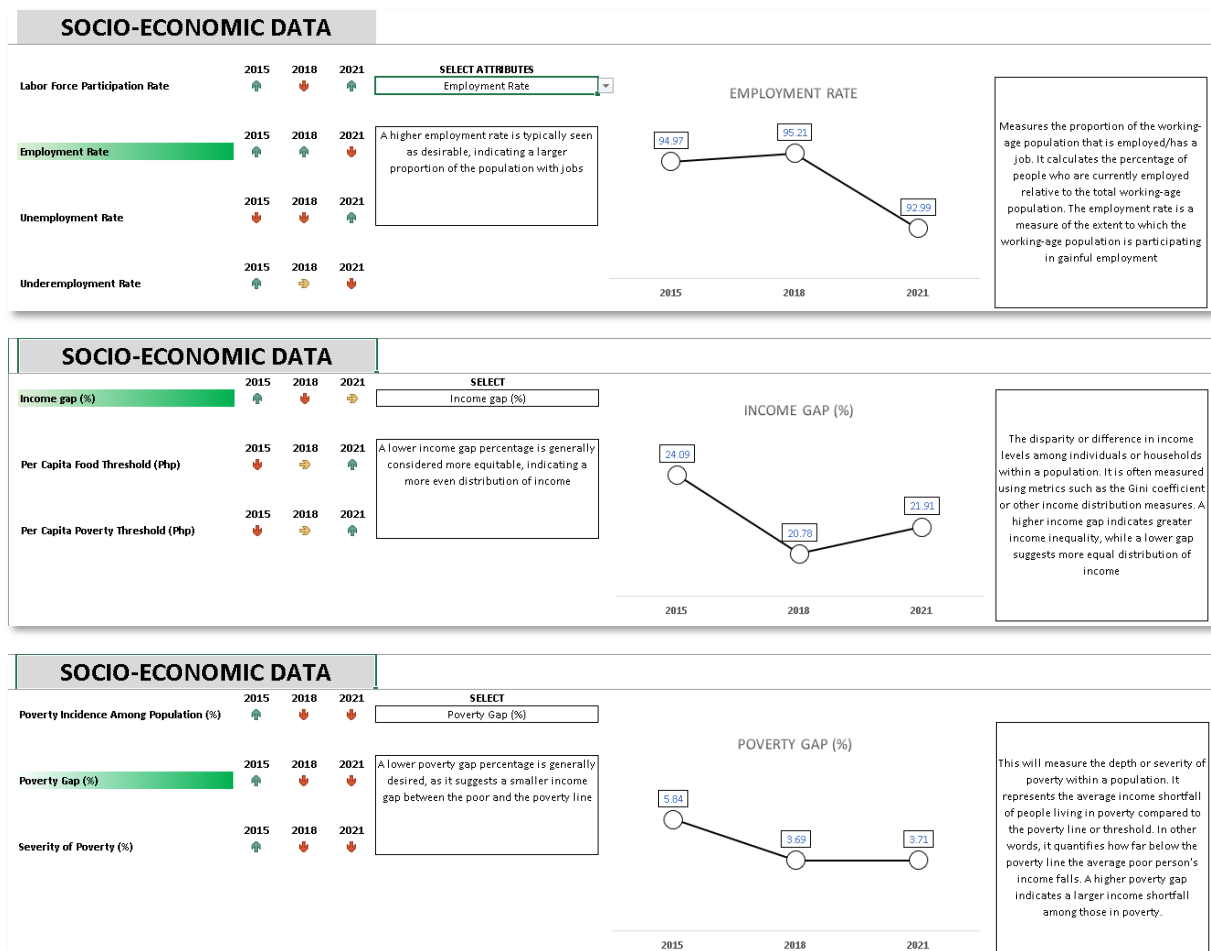 SOCIO-ECONOMIC DATA
2015 2018 2021
Labor Force Participation Rate
SELECT ATTRIBUTES
Employment Rate
2015 2018 2021
Employment Rate
A higher employment rate is typically seen
as desirable, indicating a larger
proportion of the population with jobs
2015 2018 2021
Unemployment Rate
2015 2018 2021
Underemployment Rate
EMPLOYMENT RATE
94.97
95.21
92.99
2015 2018 2021
Measures the proportion of the working-
age population that is employed/has a
job. It calculates the percentage of
people who are currently employed
relative to the total working-age
population. The employment rate is a
measure of the extent to which the
working-age population is participating
in gainful employment
SOCIO-ECONOMIC DATA
2015 2018 2021
Income gap (%)
SELECT
Income gap (%)
2015 2018 2021
Per Capita Food Threshold (Php)
A lower income gap percentage is generally
considered more equitable, indicating a
more even distribution of income
2015 2018 2021
Per Capita Poverty Threshold (Php)
INCOME GAP (%)
24.09
20.78
21.91
2015 2018 2021
The disparity or difference in income
levels among individuals or households
within a population. It is often measured
using metrics such as the Gini coefficient
or other income distribution measures. A
higher income gap indicates greater
income inequality, while a lower gap
suggests more equal distribution of
income
SOCIO-ECONOMIC DATA
2015 2018 2021
Poverty Incidence Among Population (%)
SELECT
Poverty Gap (%)
2015 2018 2021
Poverty Gap (%)
A lower poverty gap percentage is generally
desired, as it suggests a smaller income
gap between the poor and the poverty line
2015 2018 2021
Severity of Poverty (%)
POVERTY GAP (%)
5.84
3.69
3.71
2015 2018 2021
This will measure the depth or severity of
poverty within a population. It
represents the average income shortfall
of people living in poverty compared to
the poverty line or threshold. In other
words, it quantifies how far below the
poverty line the average poor person's
income falls. A higher poverty gap
indicates a larger income shortfall
among those in poverty.